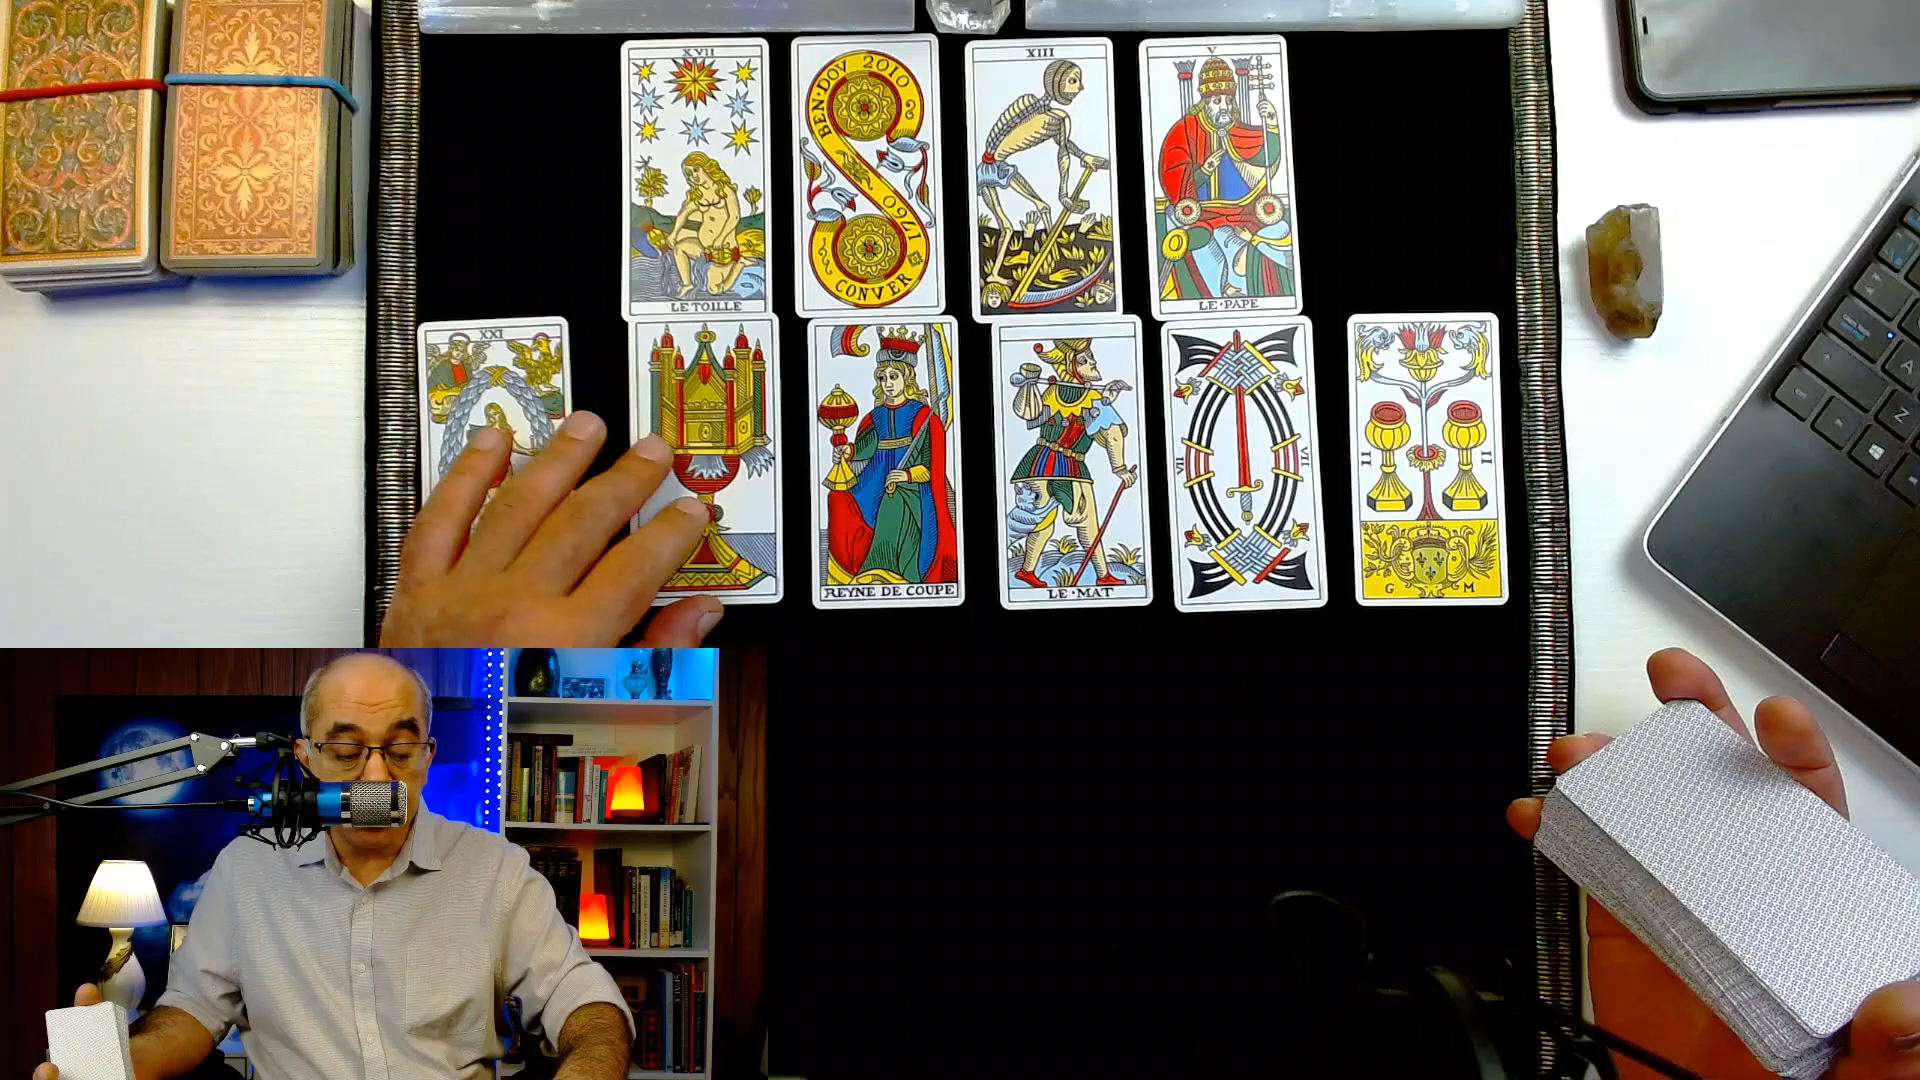 XVII
LE TOILLE
BEN·DOV 2010
1760
CONVER
XIII
V
LE·PAPE
XXI
REYNE DE COUPE
LE·MAT
VII
VII
II
II
G M
SPACE
A
Z